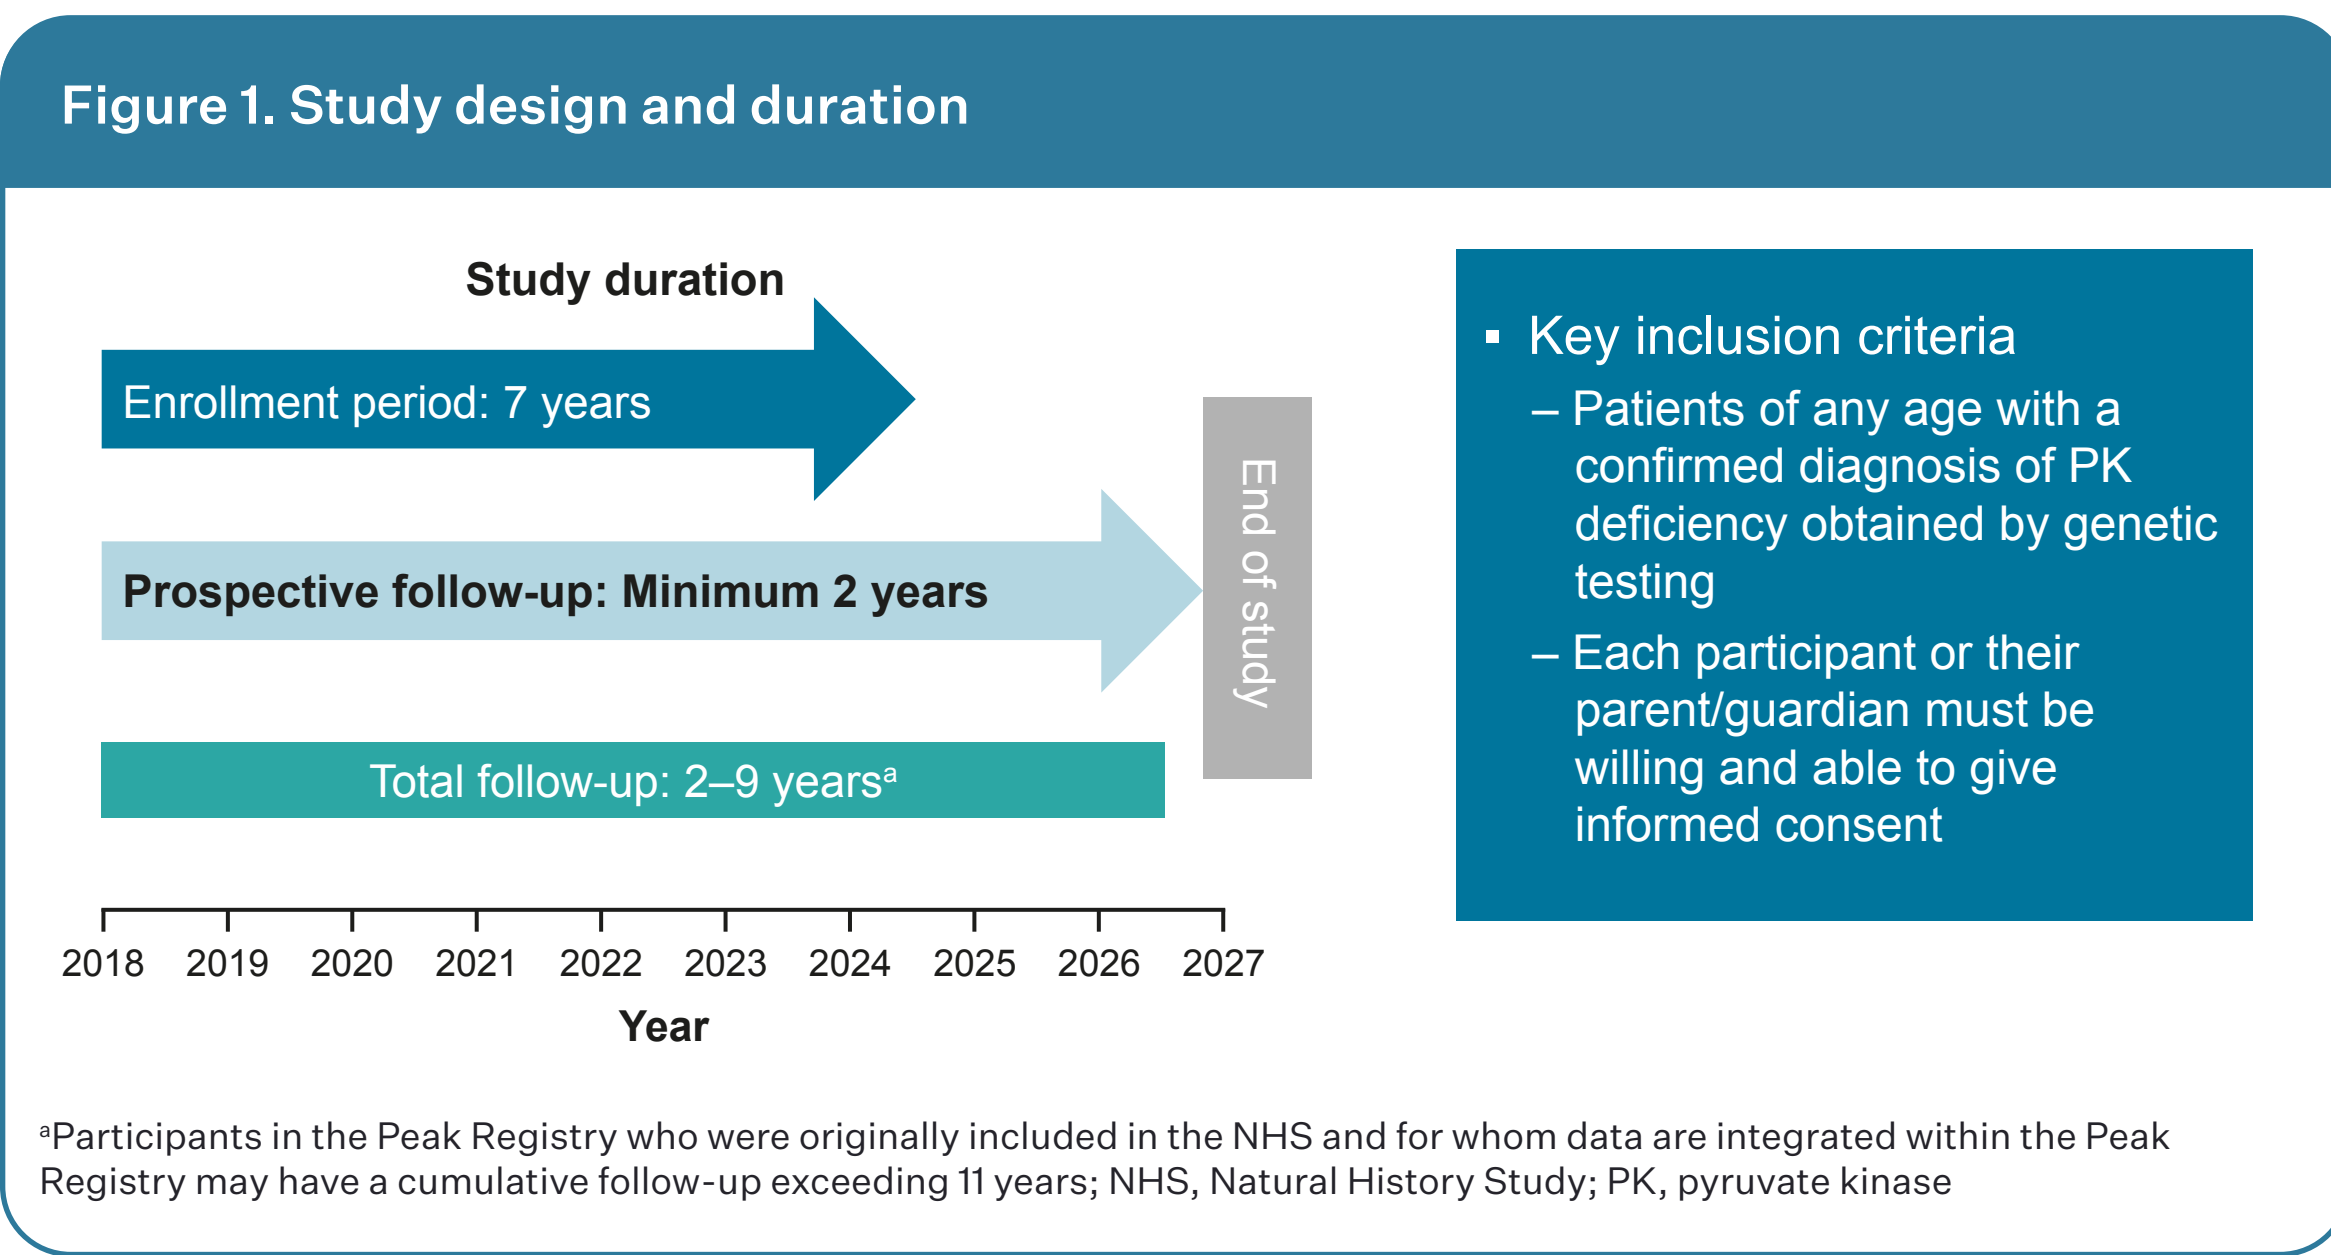 Figure 1. Study design and duration
Study duration
Enrollment period: 7 years
Prospective follow-up: Minimum 2 years
Total follow-up: 2–9 yearsᵃ
End of study
2018 2019 2020 2021 2022 2023 2024 2025 2026 2027
Year
▪ Key inclusion criteria
– Patients of any age with a
confirmed diagnosis of PK
deficiency obtained by genetic
testing
– Each participant or their
parent/guardian must be
willing and able to give
informed consent
ᵃParticipants in the Peak Registry who were originally included in the NHS and for whom data are integrated within the Peak
Registry may have a cumulative follow-up exceeding 11 years; NHS, Natural History Study; PK, pyruvate kinase